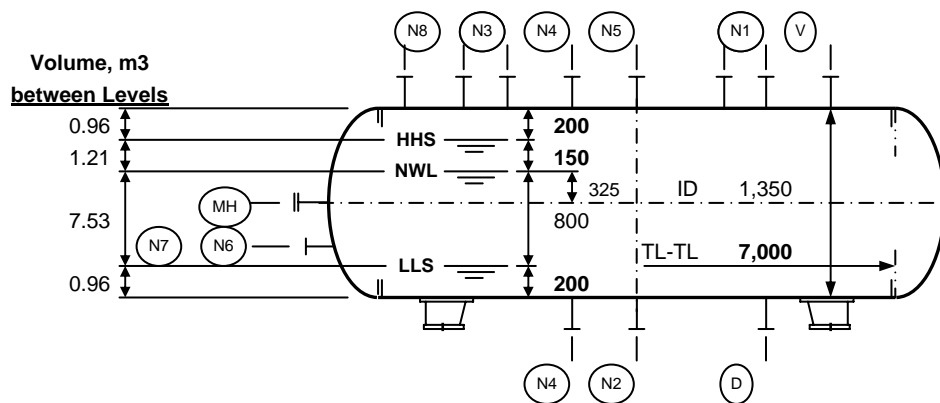 N8 N3 N4 N5 N1 V
Volume, m3
between Levels
0.96 200
HHS
1.21 150
NWL
325 ID 1,350
MH
7.53 800
N7 N6
TL-TL 7,000
LLS
0.96 200
N4 N2 D